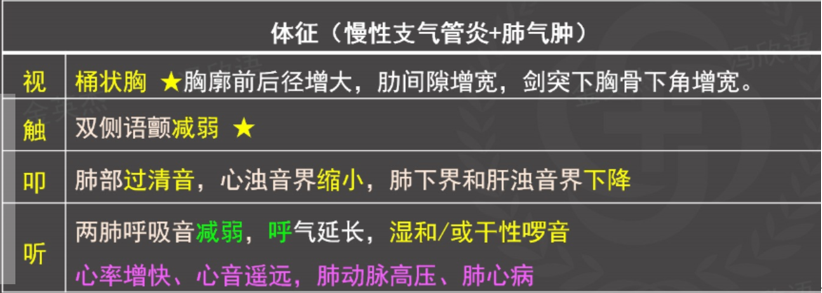 体征（慢性支气管炎+肺气肿）
视 桶状胸 ★胸廓前后径增大，肋间隙增宽，剑突下胸骨下角增宽。
触 双侧语颤减弱 ★
叩 肺部过清音，心浊音界缩小，肺下界和肝浊音界下降
听 两肺呼吸音减弱，呼气延长，湿和/或干性啰音
心率增快、心音遥远，肺动脉高压、肺心病